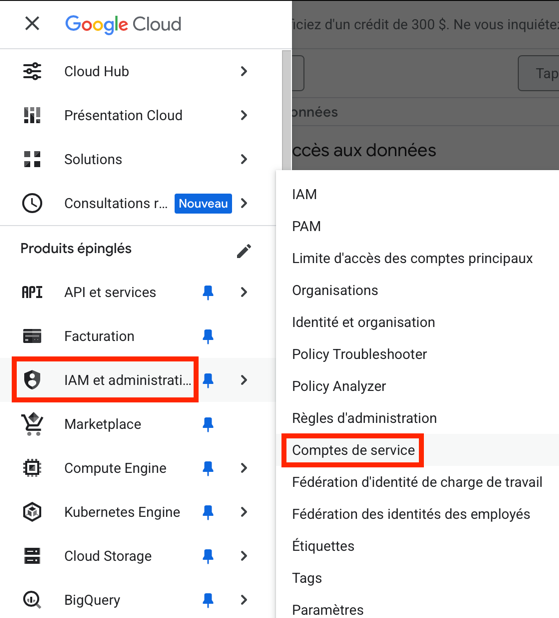 Google Cloud
ficiez d'un crédit de 300 $. Ne vous inquiéte
Cloud Hub
Tap
Présentation Cloud
onnées
Solutions
ccès aux données
Consultations r... Nouveau
IAM
PAM
Produits épinglés
Limite d'accès des comptes principaux
API API et services
Organisations
Identité et organisation
Facturation
Policy Troubleshooter
IAM et administrati...
Policy Analyzer
Marketplace
Règles d'administration
Comptes de service
Compute Engine
Fédération d'identité de charge de travail
Kubernetes Engine
Fédération des identités des employés
Étiquettes
Cloud Storage
Tags
BigQuery
Paramètres